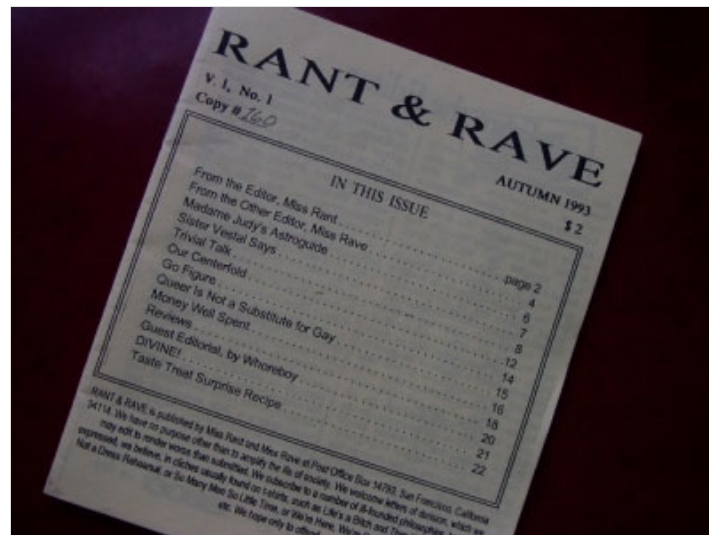 RANT & RAVE
V. 1, No. 1
Copy # 160
AUTUMN 1993
$2
IN THIS ISSUE
From the Editor, Miss Rant . . . . . page 2
From the Other Editor, Miss Rave . . . . . 4
Madame Judy's Astroguide . . . . . 6
Sister Vestal Says . . . . . 7
Trivial Talk . . . . . 8
Our Centerfold . . . . . 12
Go Figure . . . . . 14
Queer Is Not a Substitute for Gay . . . . . 15
Money Well Spent . . . . . 16
Reviews . . . . . 18
Guest Editorial, by Whoreboy . . . . . 20
DIVINE! . . . . . 21
Taste Treat Surprise Recipe . . . . . 22
RANT & RAVE is published by Miss Rant and Miss Rave at Post Office Box 14793, San Francisco, California
94114. We have no purpose other than to amplify the ills of society. We welcome letters of derision, which we
may edit to render worse than submitted. We subscribe to a number of ill-founded philosophies,
expressed, we believe, in cliches usually found on t-shirts, such as Life's a Bitch and Then
Not a Dress Rehearsal, or So Many Men So Little Time, or We're Here, We're
etc. We hope only to offend